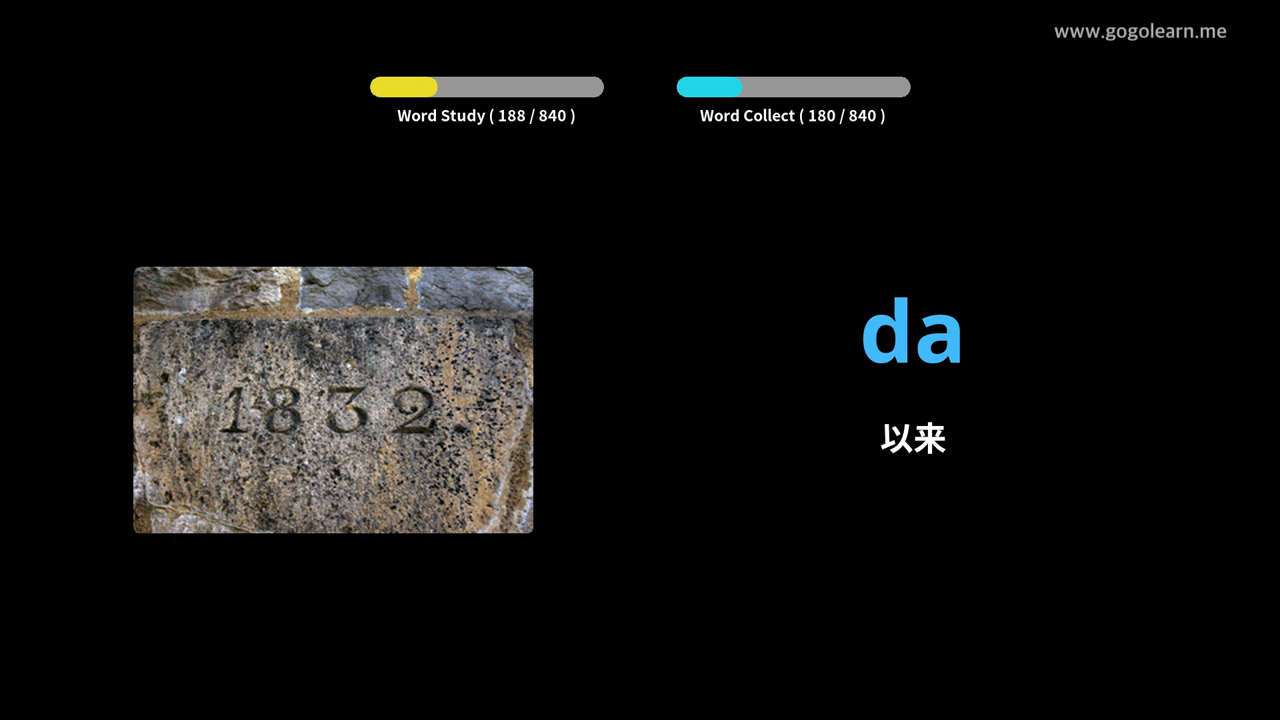 www.gogolearn.me
Word Study ( 188 / 840 )
Word Collect ( 180 / 840 )
1832.
da
以来